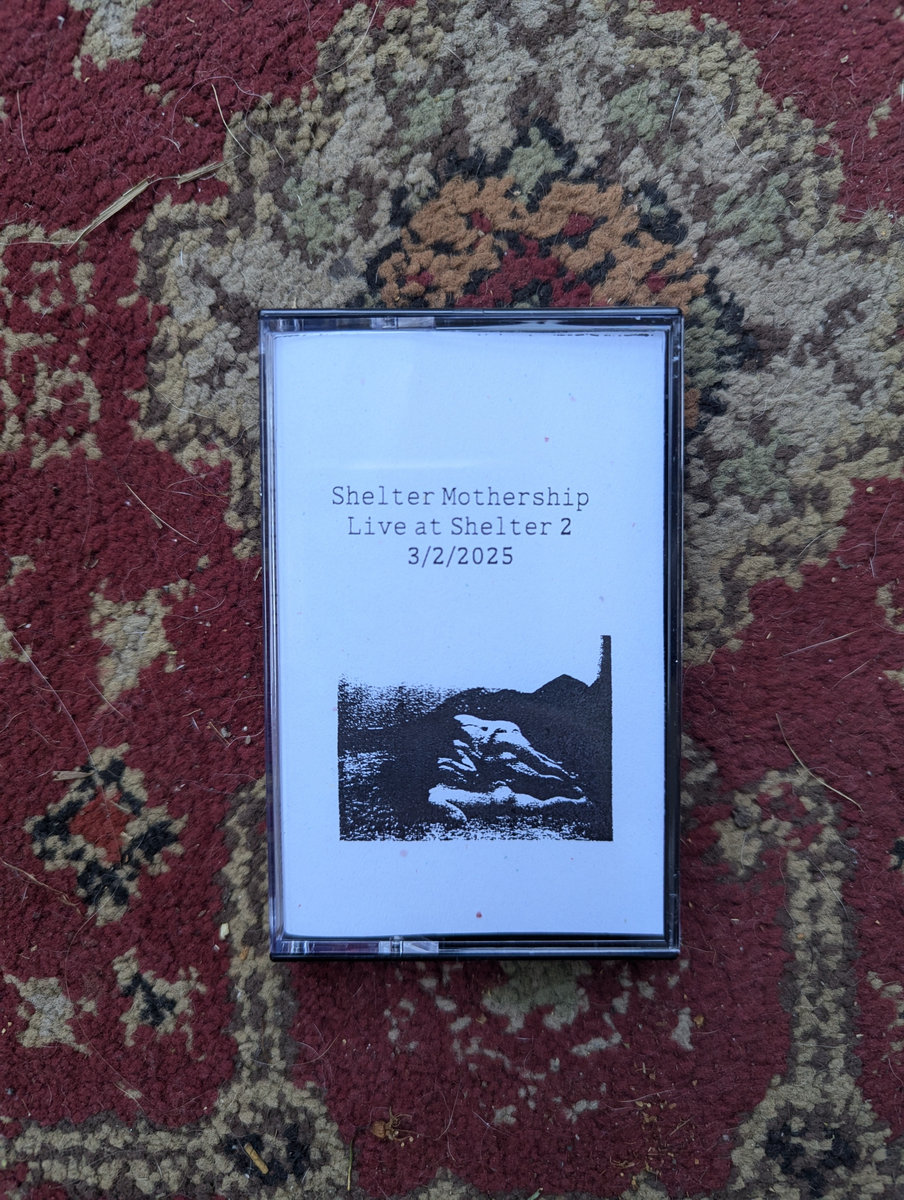 Shelter Mothership
Live at Shelter 2
3/2/2025